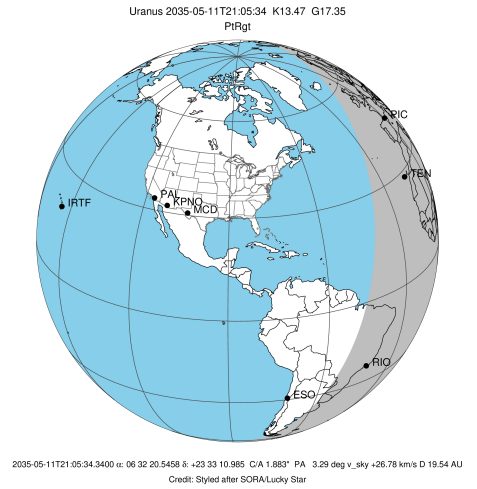 Uranus 2035-05-11T21:05:34 K13.47 G17.35
PtRgt
PIC
TEN
PAL
IRTF
KPNO
MCD
RIO
ESO
2035-05-11T21:05:34.3400 α: 06 32 20.5458 δ: +23 33 10.985 C/A 1.883" PA 3.29 deg v_sky +26.78 km/s D 19.54 AU
Credit: Styled after SORA/Lucky Star